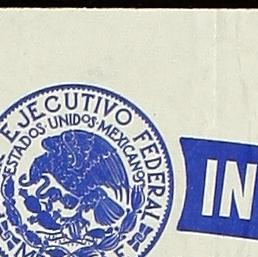 EJECUTIVO FEDERAL
ESTADOS UNIDOS MEXICANOS
IN